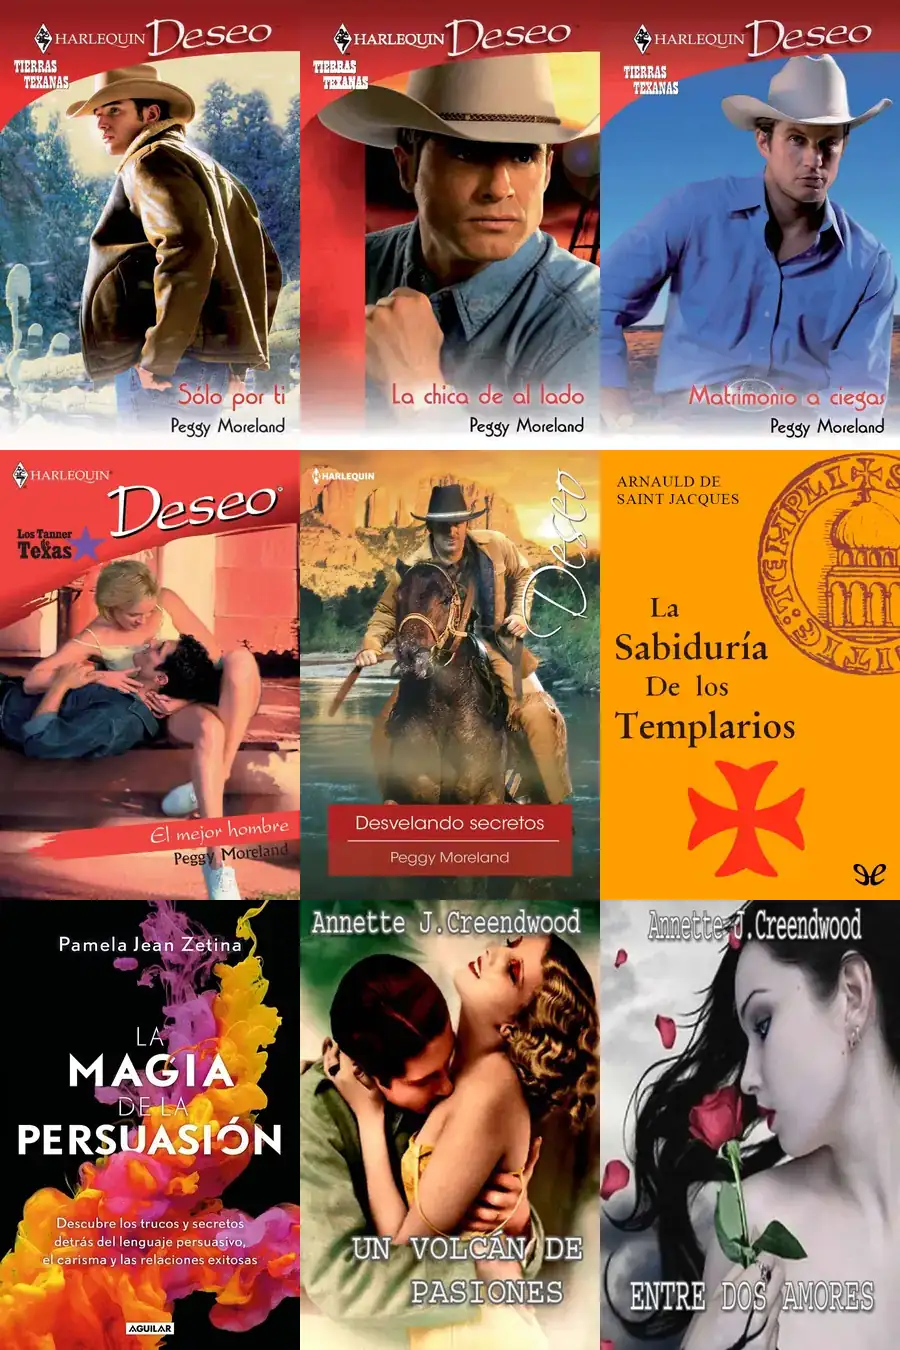 HARLEQUIN Deseo
TIERRAS
TEXANAS
Sólo por ti
Peggy Moreland
HARLEQUIN Deseo
TIERRAS
TEXANAS
La chica de al lado
Peggy Moreland
HARLEQUIN Deseo
TIERRAS
TEXANAS
Matrimonio a ciegas
Peggy Moreland
HARLEQUIN®
Deseo®
Los Tanner
de
Texas
El mejor hombre
Peggy Moreland
HARLEQUIN
Deseo
Desvelando secretos
Peggy Moreland
ARNAULD DE
SAINT JACQUES
La
Sabiduría
De los
Templarios
Pamela Jean Zetina
LA
MAGIA
DE LA
PERSUASIÓN
Descubre los trucos y secretos
detrás del lenguaje persuasivo,
el carisma y las relaciones exitosas
AGUILAR
Annette J.Creendwood
UN VOLCÁN DE
PASIONES
Annette J.Creendwood
ENTRE DOS AMORES